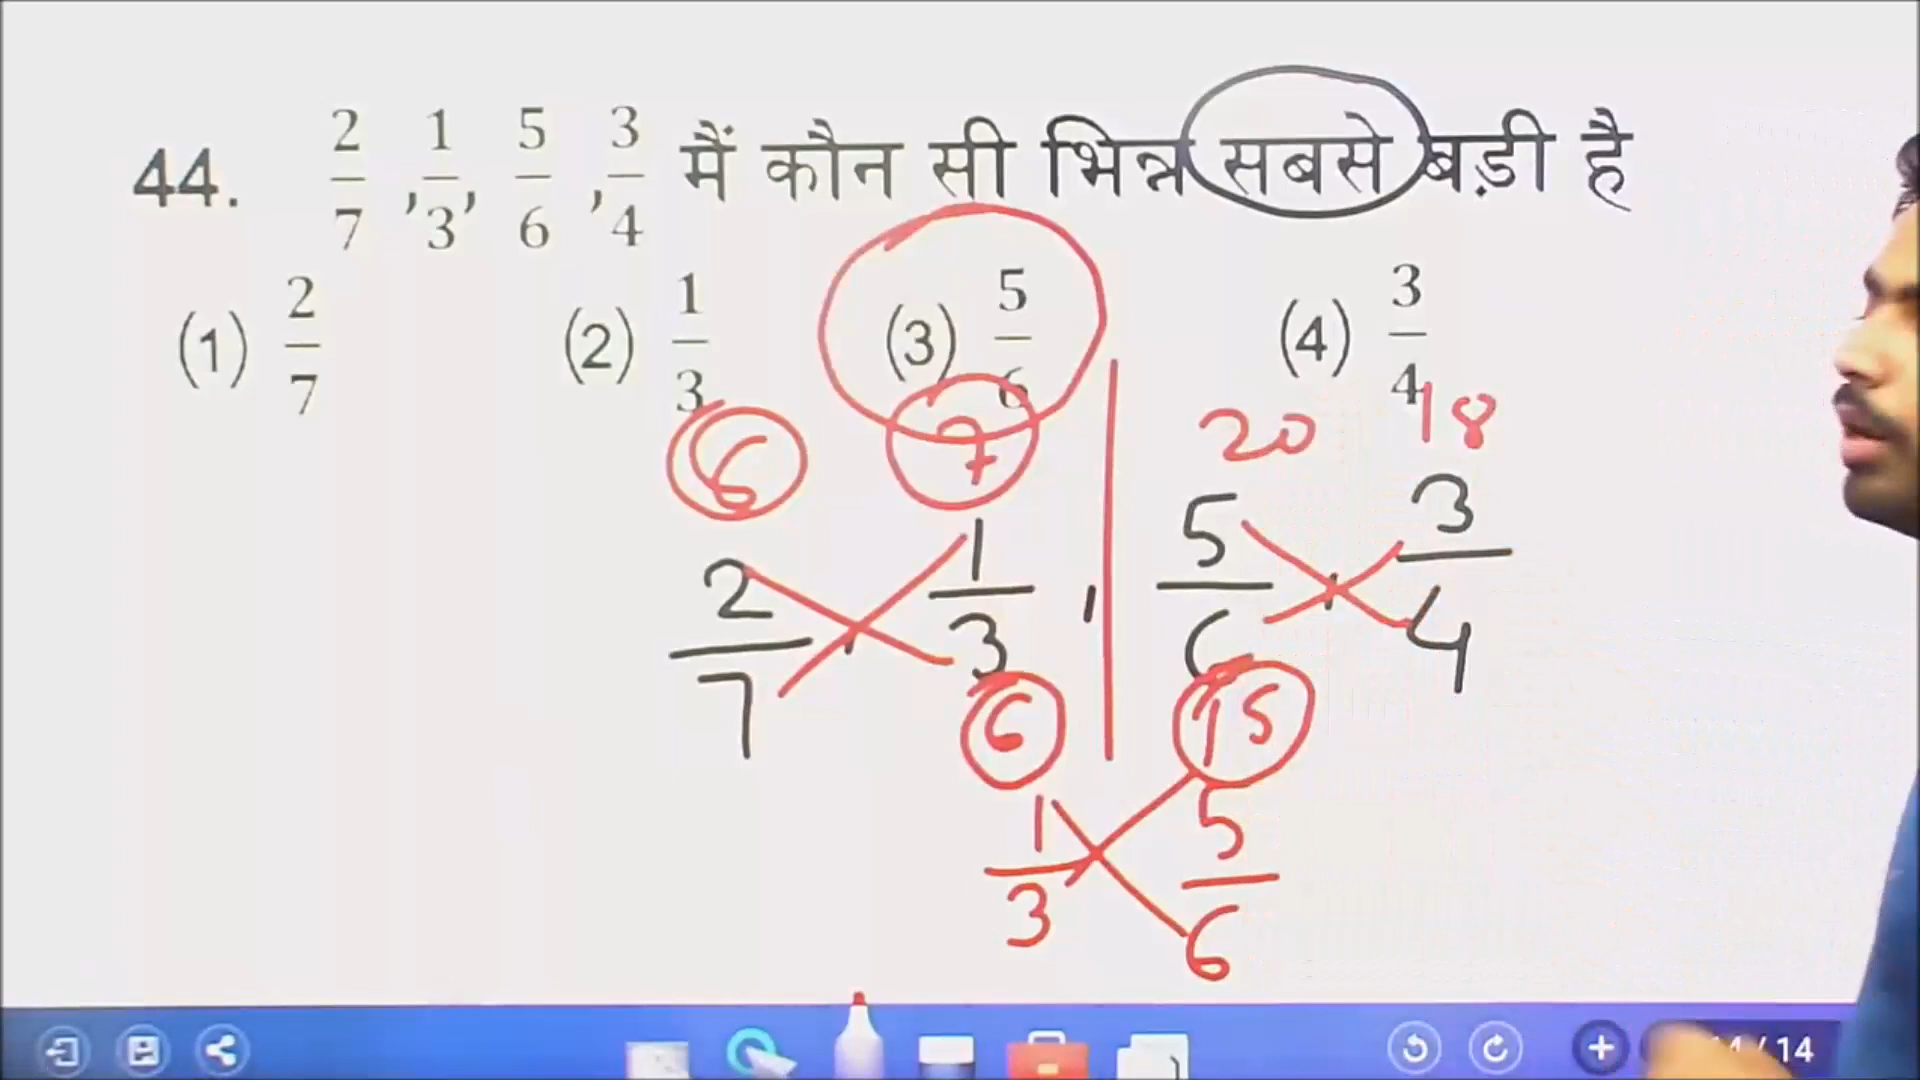 44. 2/7, 1/3, 5/6, 3/4 मैं कौन सी भिन्न सबसे बड़ी है
(1) 2/7 (2) 1/3 (3) 5/6 (4) 3/4
6 7 20 18
2/7, 1/3, 5/6, 3/4
6 15
1/3 5/6
/ 14